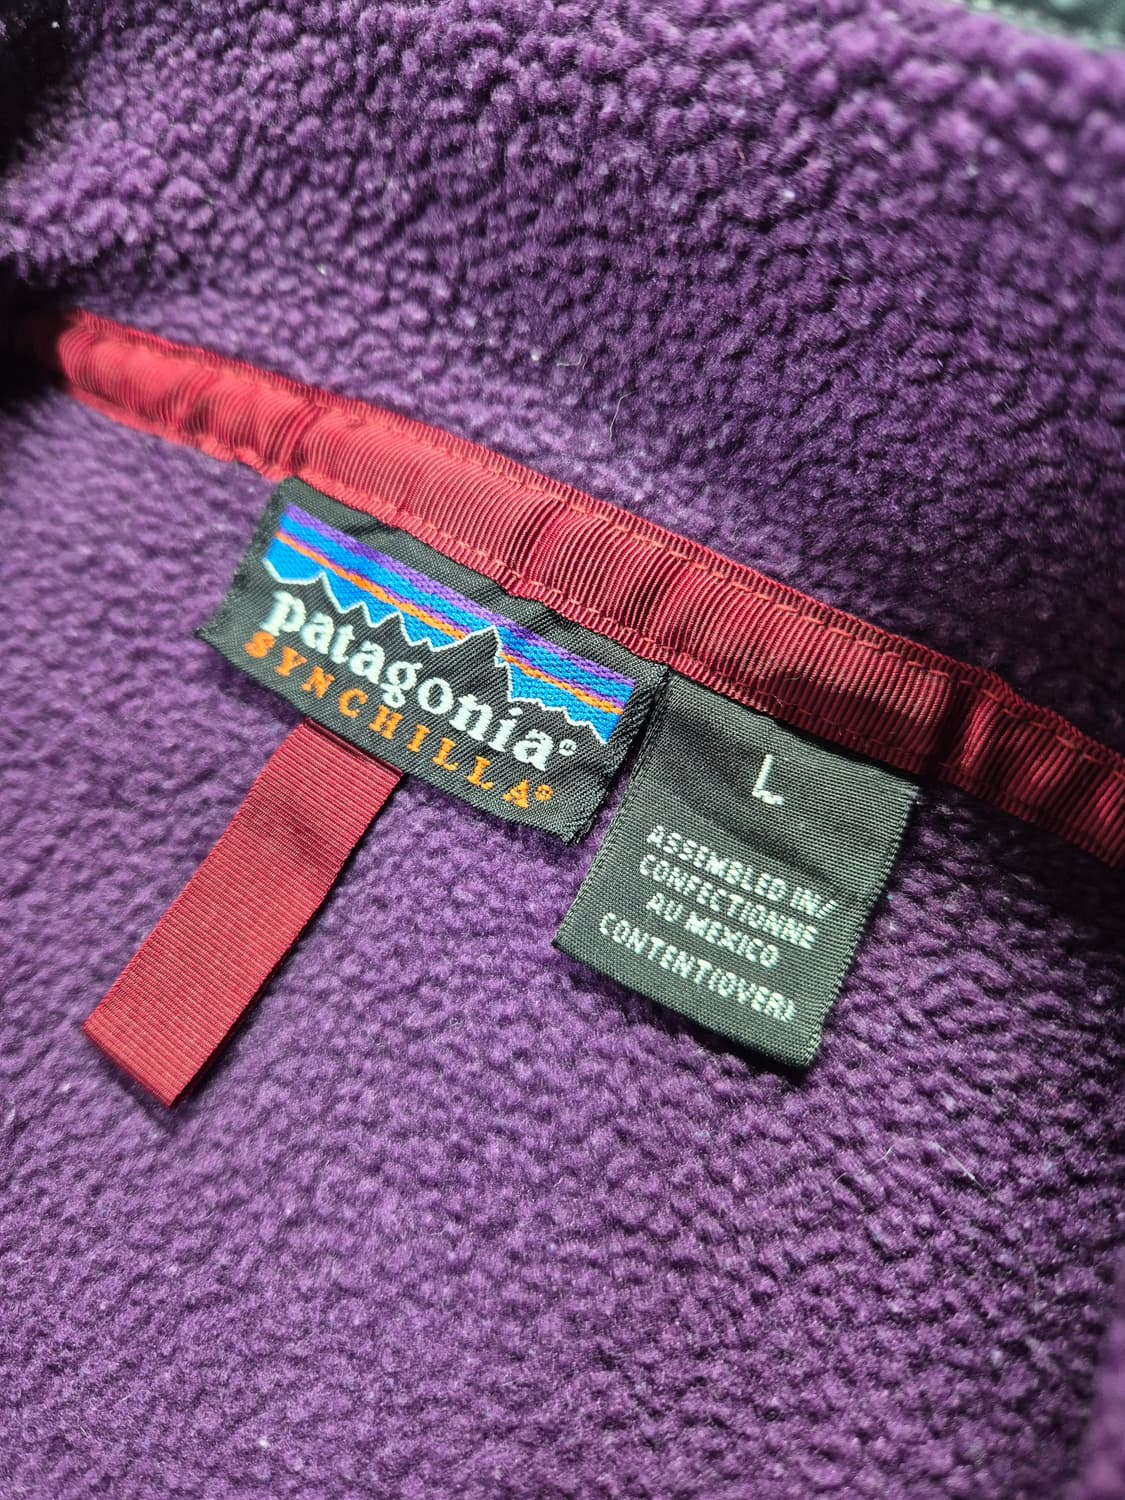 patagonia®
SYNCHILLA®
L
ASSEMBLED IN/
CONFECTIONNE
AU MEXICO
CONTENT(OVER)